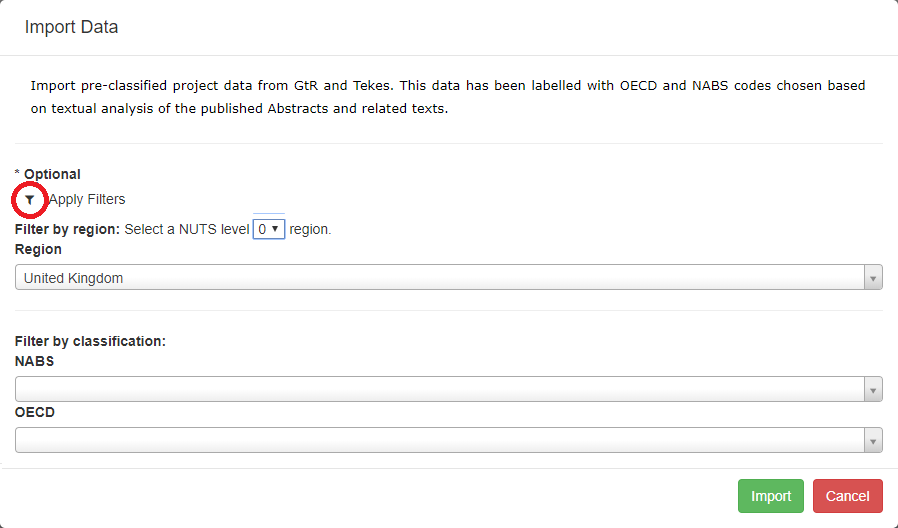 Import Data
Import pre-classified project data from GtR and Tekes. This data has been labelled with OECD and NABS codes chosen based
on textual analysis of the published Abstracts and related texts.
* Optional
Apply Filters
Filter by region: Select a NUTS level 0 region.
Region
United Kingdom
Filter by classification:
NABS
OECD
Import Cancel